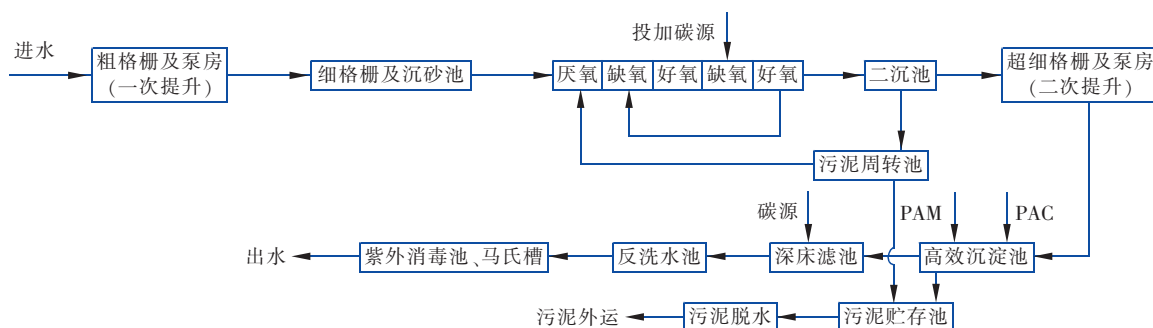 投加碳源
进水
粗格栅及泵房
(一次提升)
细格栅及沉砂池
厌氧
缺氧
好氧
缺氧
好氧
二沉池
超细格栅及泵房
(二次提升)
污泥周转池
碳源
PAM
PAC
出水
紫外消毒池、马氏槽
反洗水池
深床滤池
高效沉淀池
污泥外运
污泥脱水
污泥贮存池